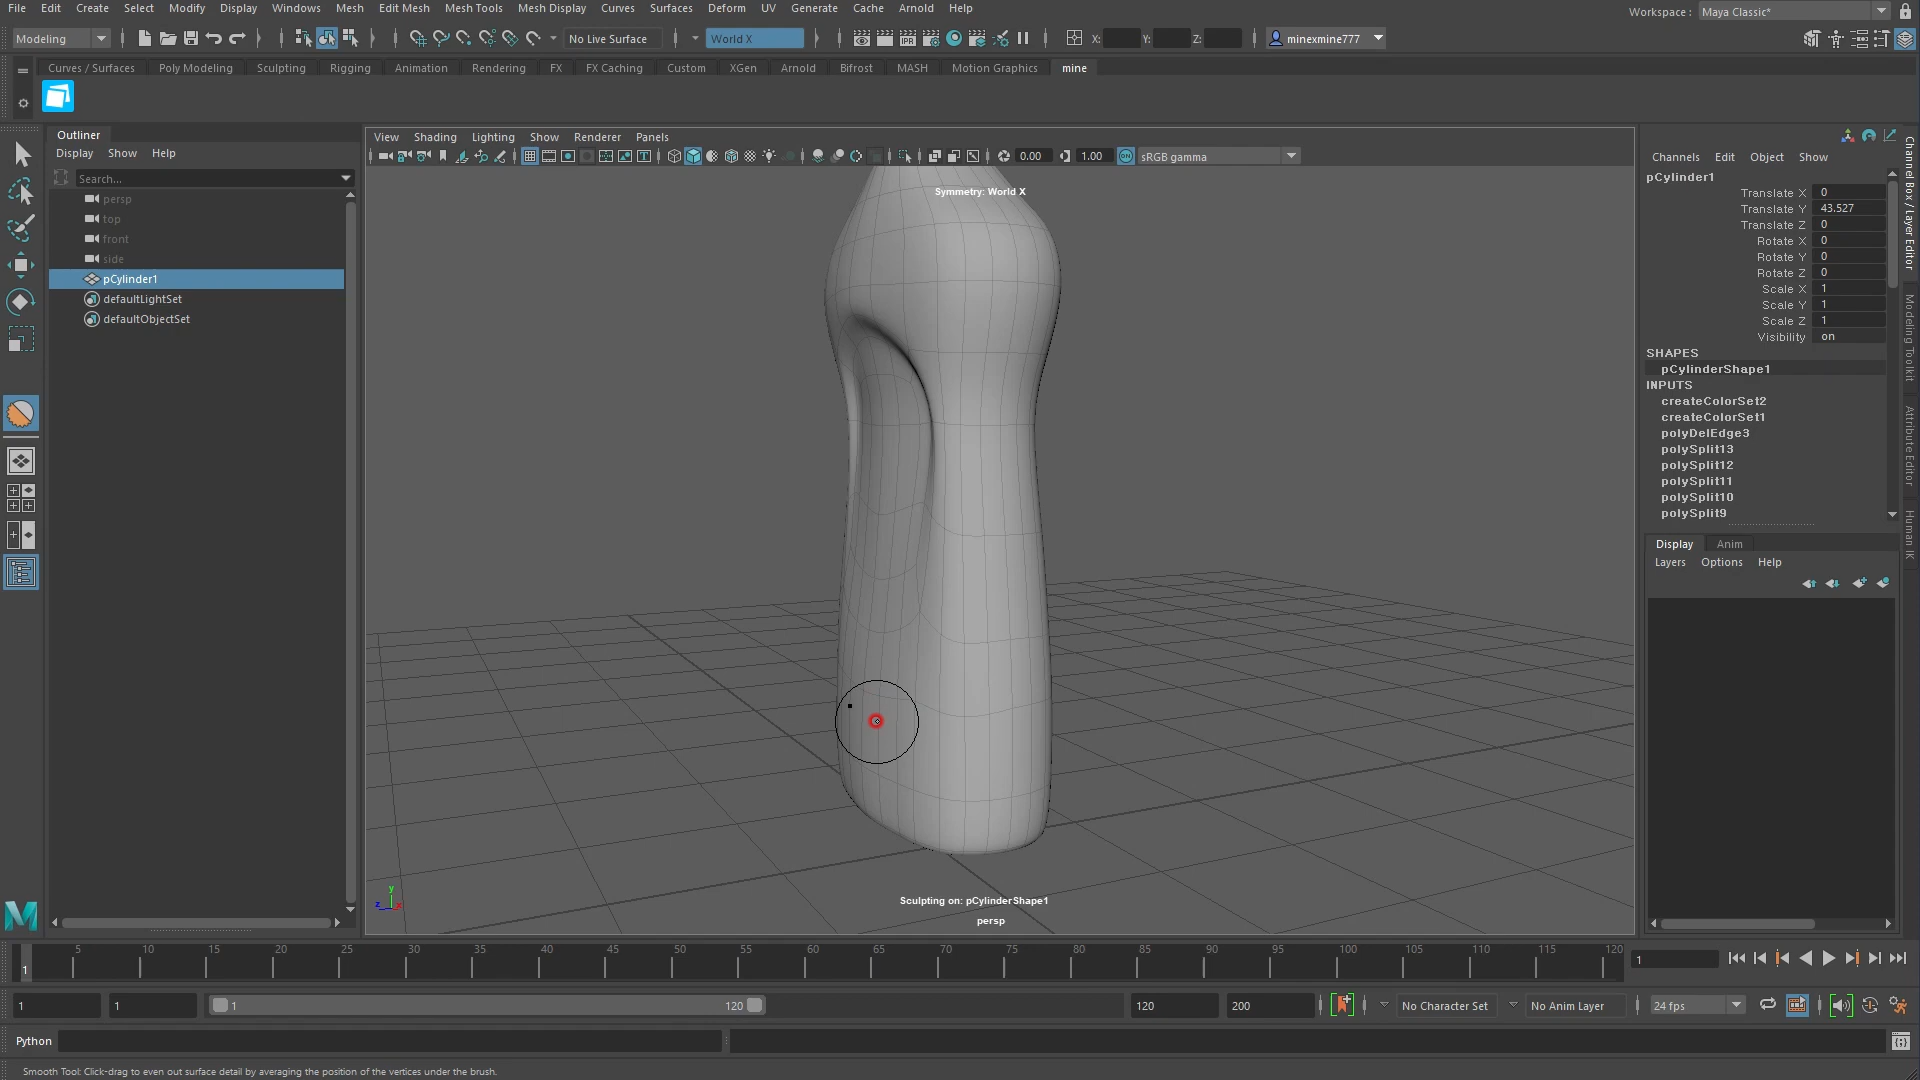 File Edit Create Select Modify Display Windows Mesh Edit Mesh Mesh Tools Mesh Display Curves Surfaces Deform UV Generate Cache Arnold Help
Workspace : Maya Classic*
Modeling
No Live Surface
World X
X: Y: Z:
minexmine777
Curves / Surfaces Poly Modeling Sculpting Rigging Animation Rendering FX FX Caching Custom XGen Arnold Bifrost MASH Motion Graphics mine
Outliner
Display Show Help
Search...
persp
top
front
side
pCylinder1
defaultLightSet
defaultObjectSet
View Shading Lighting Show Renderer Panels
0.00 1.00 ON sRGB gamma
Symmetry: World X
y
z x
Sculpting on: pCylinderShape1
persp
Channels Edit Object Show
pCylinder1
Translate X 0
Translate Y 43.527
Translate Z 0
Rotate X 0
Rotate Y 0
Rotate Z 0
Scale X 1
Scale Y 1
Scale Z 1
Visibility on
SHAPES
pCylinderShape1
INPUTS
createColorSet2
createColorSet1
polyDelEdge3
polySplit13
polySplit12
polySplit11
polySplit10
polySplit9
Display Anim
Layers Options Help
Channel Box / Layer Editor
Modeling Toolkit
Attribute Editor
Human IK
5 10 15 20 25 30 35 40 45 50 55 60 65 70 75 80 85 90 95 100 105 110 115 120
1
1
1 1 1 120 120 200 No Character Set No Anim Layer 24 fps
Python
Smooth Tool: Click-drag to even out surface detail by averaging the position of the vertices under the brush.